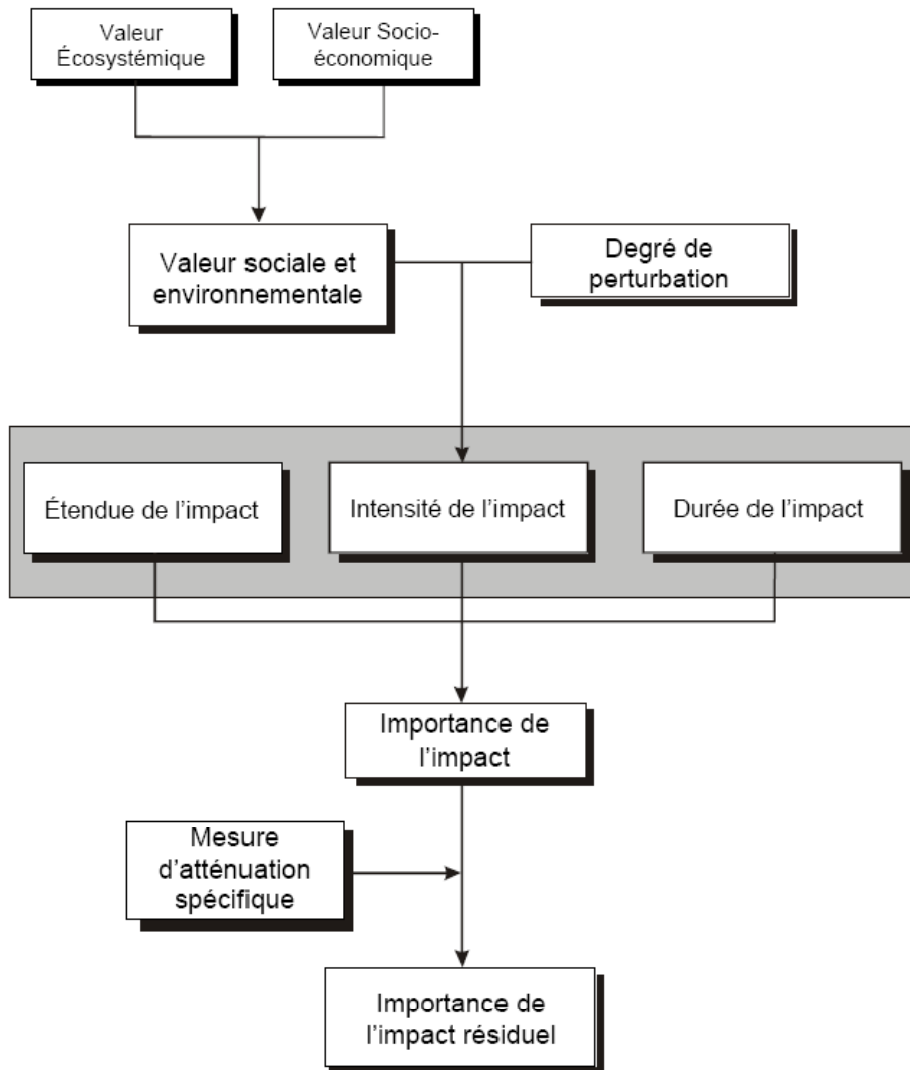 Valeur
Écosystémique
Valeur Socio-
économique
Valeur sociale et
environnementale
Degré de
perturbation
Étendue de l'impact
Intensité de l'impact
Durée de l'impact
Importance de
l'impact
Mesure
d'atténuation
spécifique
Importance de
l'impact résiduel